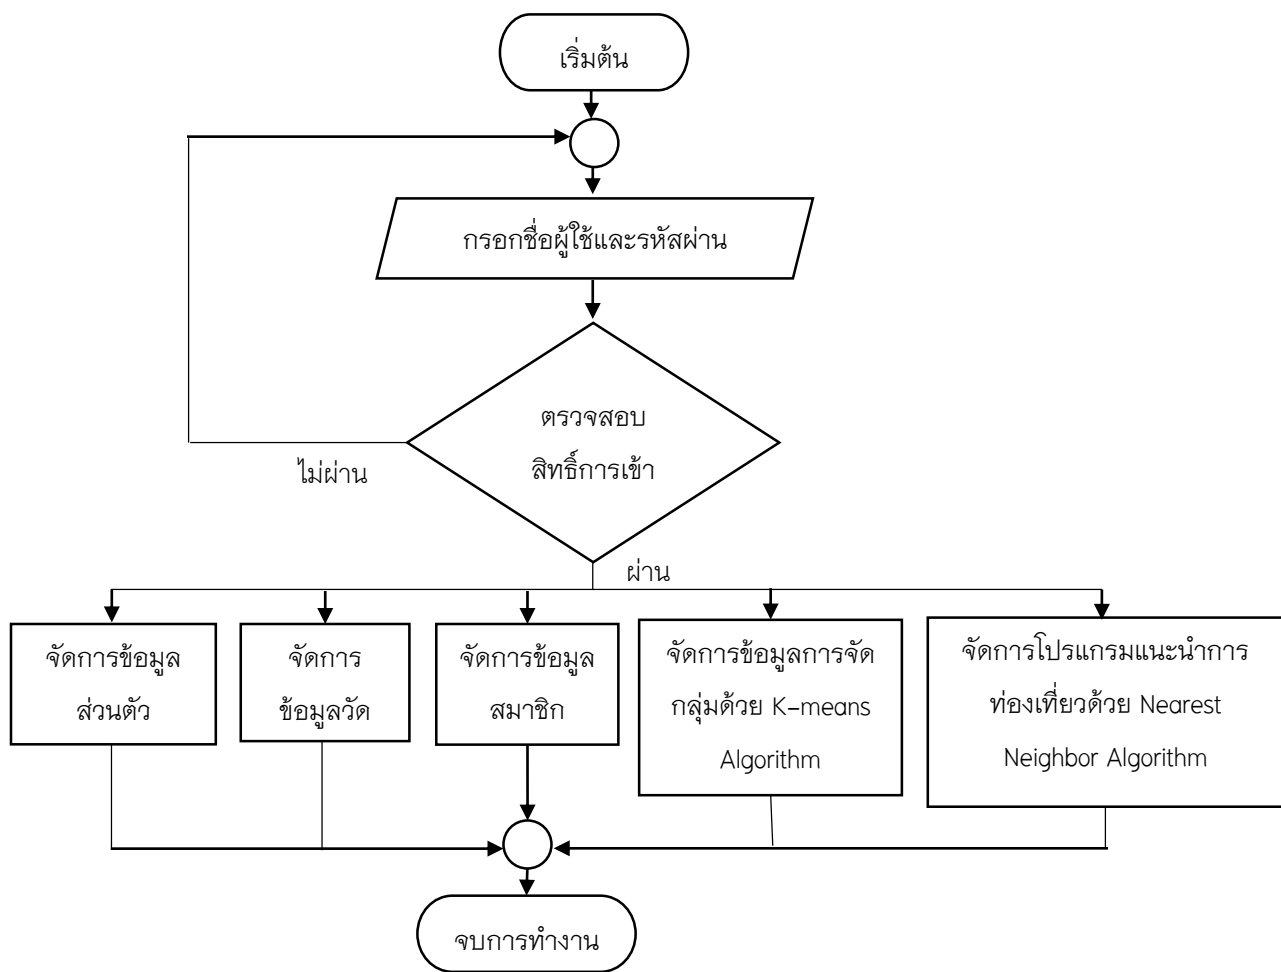 เริ่มต้น
กรอกชื่อผู้ใช้และรหัสผ่าน
ตรวจสอบ
สิทธิ์การเข้า
ไม่ผ่าน
ผ่าน
จัดการข้อมูล
ส่วนตัว
จัดการ
ข้อมูลวัด
จัดการข้อมูล
สมาชิก
จัดการข้อมูลการจัด
กลุ่มด้วย K-means
Algorithm
จัดการโปรแกรมแนะนำการ
ท่องเที่ยวด้วย Nearest
Neighbor Algorithm
จบการทำงาน